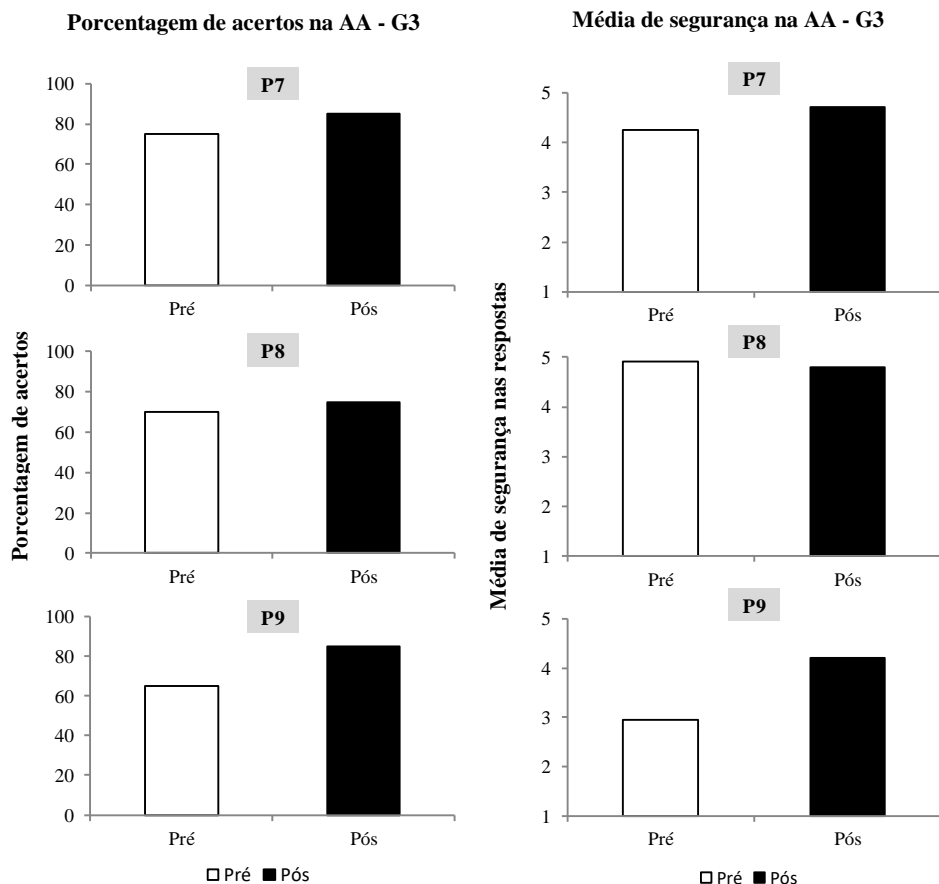 Porcentagem de acertos na AA - G3
Porcentagem de acertos
P7
100
80
60
40
20
0
Pré
Pós
P8
100
80
60
40
20
0
Pré
Pós
P9
100
80
60
40
20
0
Pré
Pós
Pré Pós
Média de segurança na AA - G3
Média de segurança nas respostas
P7
5
4
3
2
1
Pré
Pós
P8
5
4
3
2
1
Pré
Pós
P9
5
4
3
2
1
Pré
Pós
Pré Pós